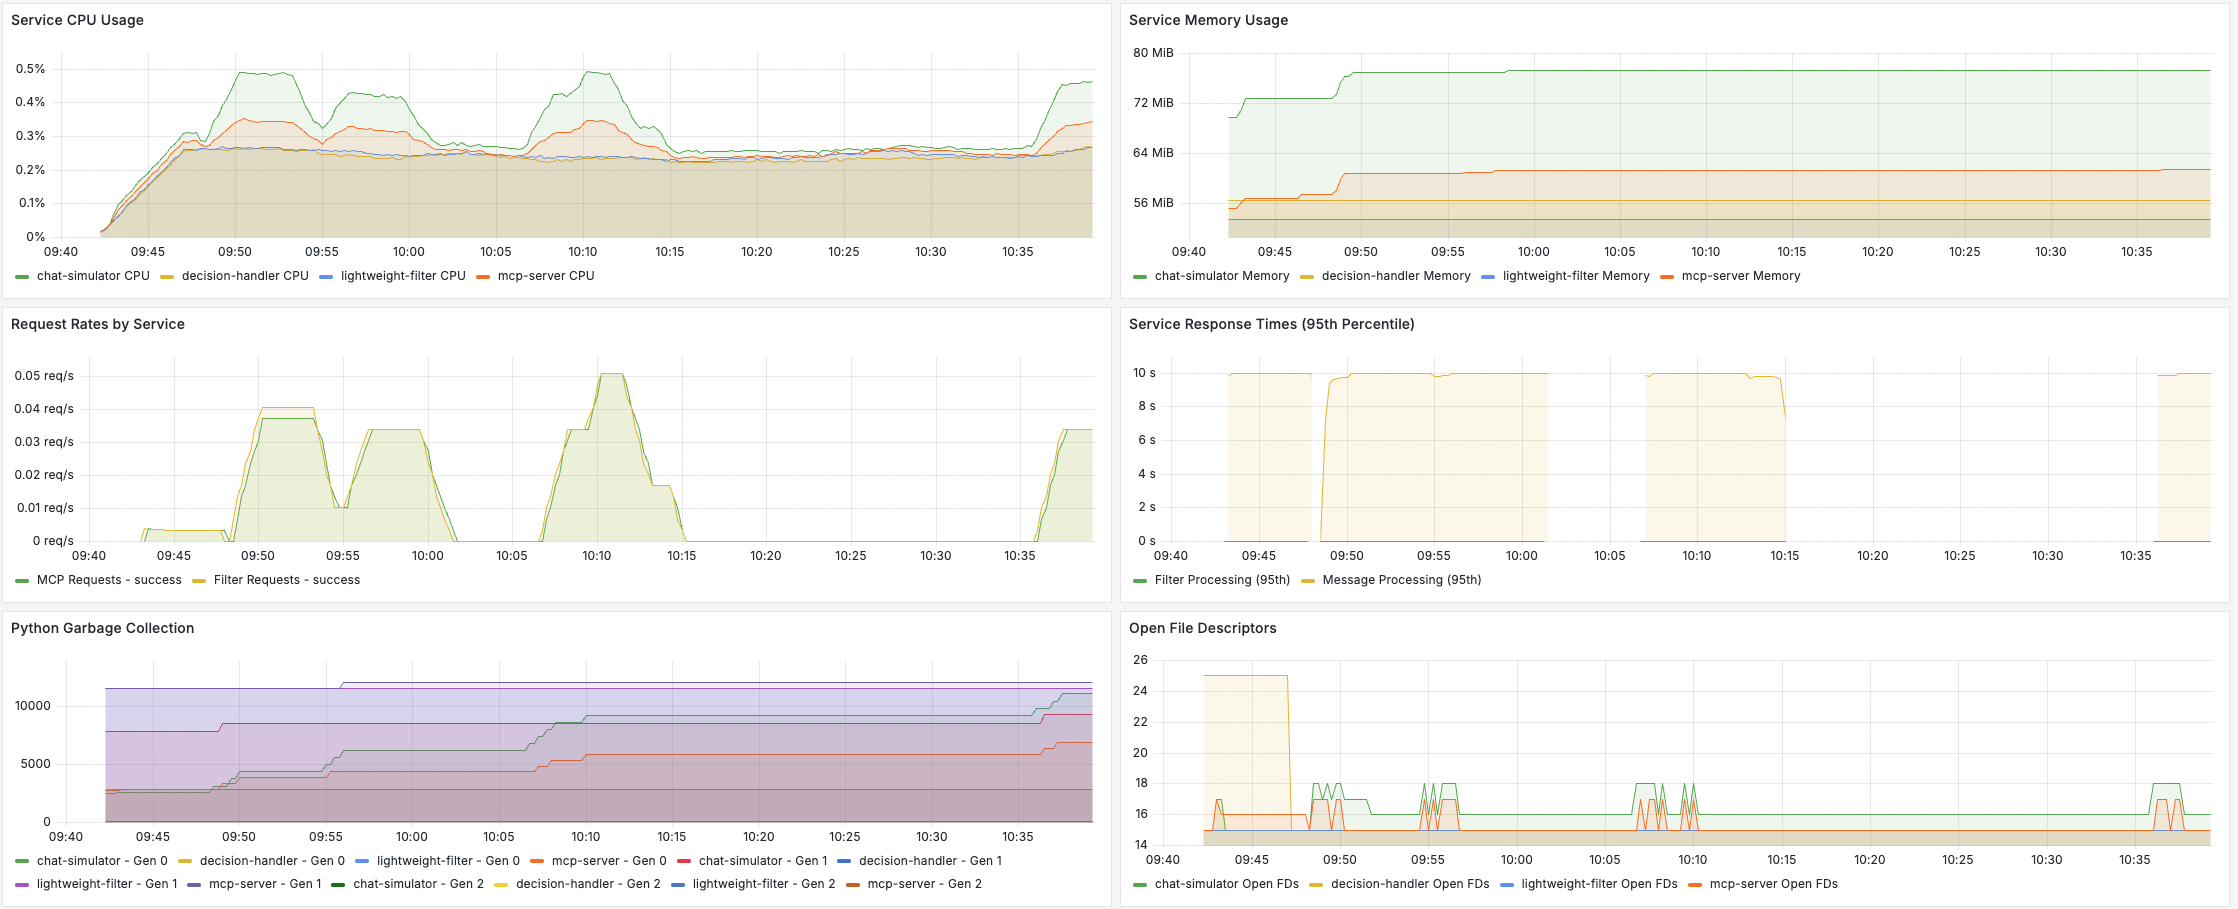 Service CPU Usage
0.5%
0.4%
0.3%
0.2%
0.1%
0%
09:40 09:45 09:50 09:55 10:00 10:05 10:10 10:15 10:20 10:25 10:30 10:35
chat-simulator CPU decision-handler CPU lightweight-filter CPU mcp-server CPU
Service Memory Usage
80 MiB
72 MiB
64 MiB
56 MiB
09:40 09:45 09:50 09:55 10:00 10:05 10:10 10:15 10:20 10:25 10:30 10:35
chat-simulator Memory decision-handler Memory lightweight-filter Memory mcp-server Memory
Request Rates by Service
0.05 req/s
0.04 req/s
0.03 req/s
0.02 req/s
0.01 req/s
0 req/s
09:40 09:45 09:50 09:55 10:00 10:05 10:10 10:15 10:20 10:25 10:30 10:35
MCP Requests - success Filter Requests - success
Service Response Times (95th Percentile)
10 s
8 s
6 s
4 s
2 s
0 s
09:40 09:45 09:50 09:55 10:00 10:05 10:10 10:15 10:20 10:25 10:30 10:35
Filter Processing (95th) Message Processing (95th)
Python Garbage Collection
10000
5000
0
09:40 09:45 09:50 09:55 10:00 10:05 10:10 10:15 10:20 10:25 10:30 10:35
chat-simulator - Gen 0 decision-handler - Gen 0 lightweight-filter - Gen 0 mcp-server - Gen 0 chat-simulator - Gen 1 decision-handler - Gen 1
lightweight-filter - Gen 1 mcp-server - Gen 1 chat-simulator - Gen 2 decision-handler - Gen 2 lightweight-filter - Gen 2 mcp-server - Gen 2
Open File Descriptors
26
24
22
20
18
16
14
09:40 09:45 09:50 09:55 10:00 10:05 10:10 10:15 10:20 10:25 10:30 10:35
chat-simulator Open FDs decision-handler Open FDs lightweight-filter Open FDs mcp-server Open FDs